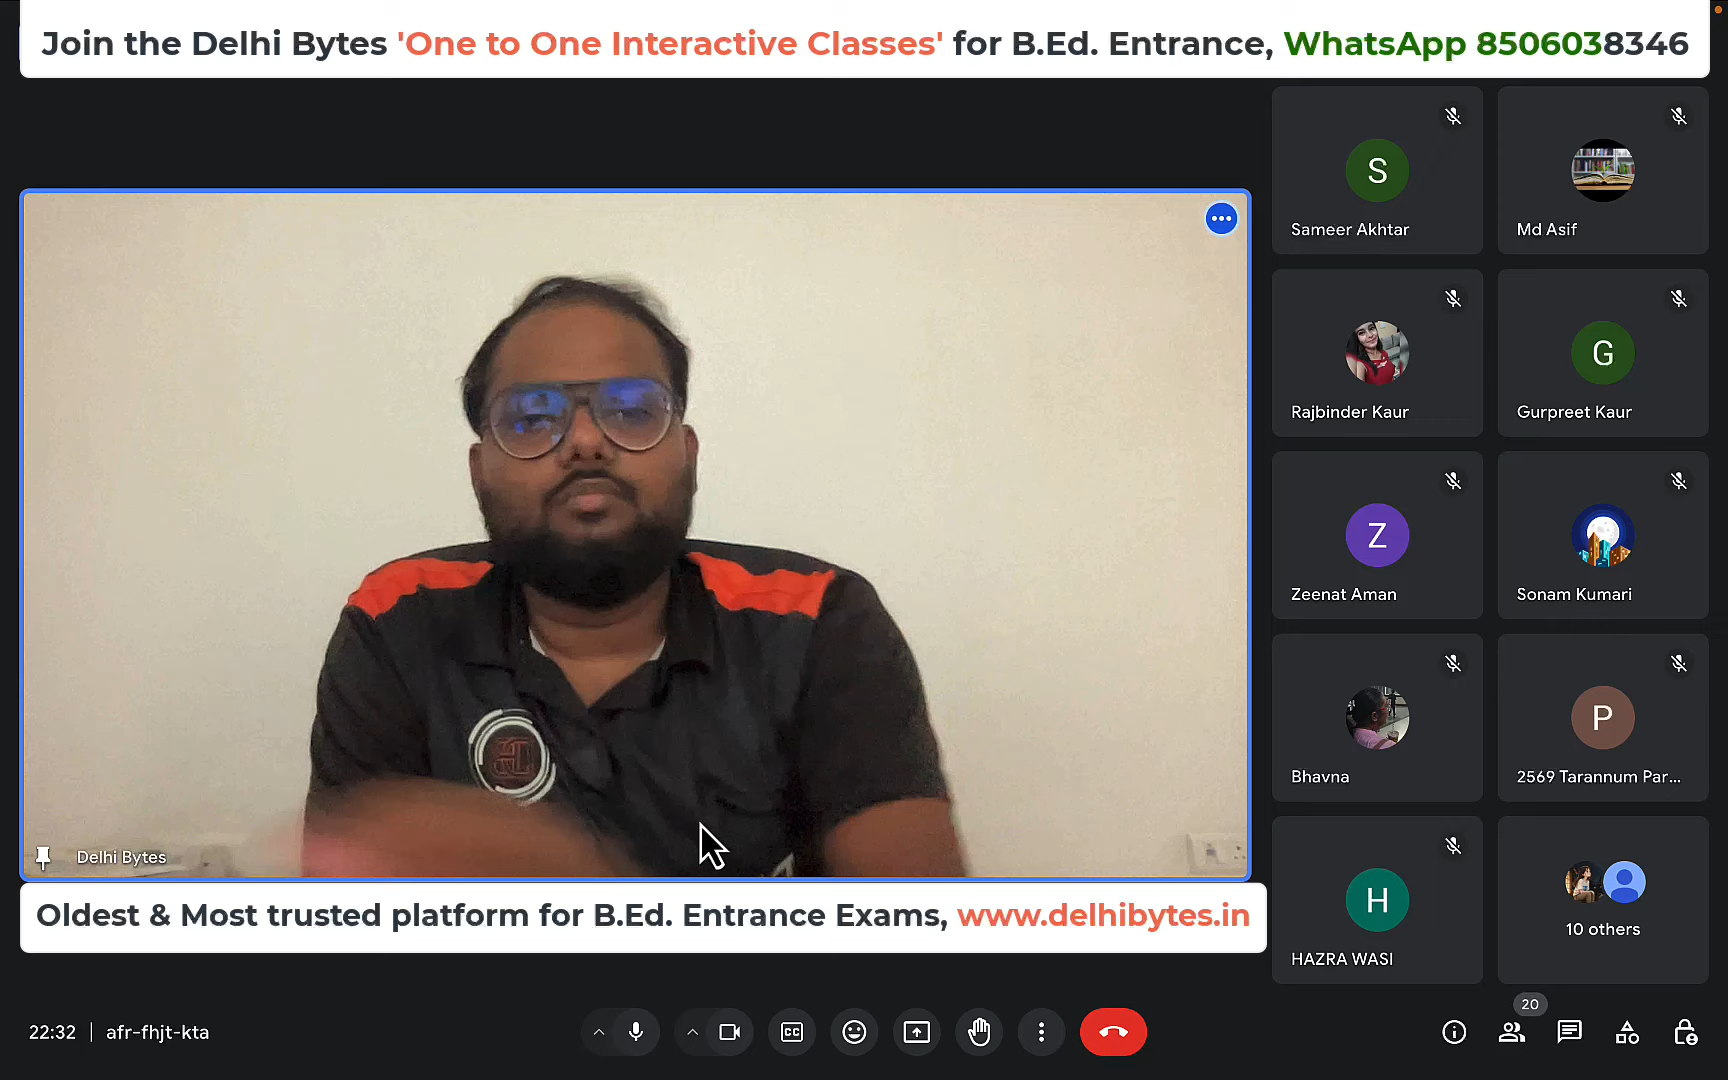 Join the Delhi Bytes 'One to One Interactive Classes' for B.Ed. Entrance, WhatsApp 8506038346
S
Sameer Akhtar
Md Asif
Rajbinder Kaur
G
Gurpreet Kaur
Z
Zeenat Aman
Sonam Kumari
Bhavna
P
2569 Tarannum Par...
H
HAZRA WASI
10 others
Delhi Bytes
Oldest & Most trusted platform for B.Ed. Entrance Exams, www.delhibytes.in
22:32 | afr-fhjt-kta
CC
20